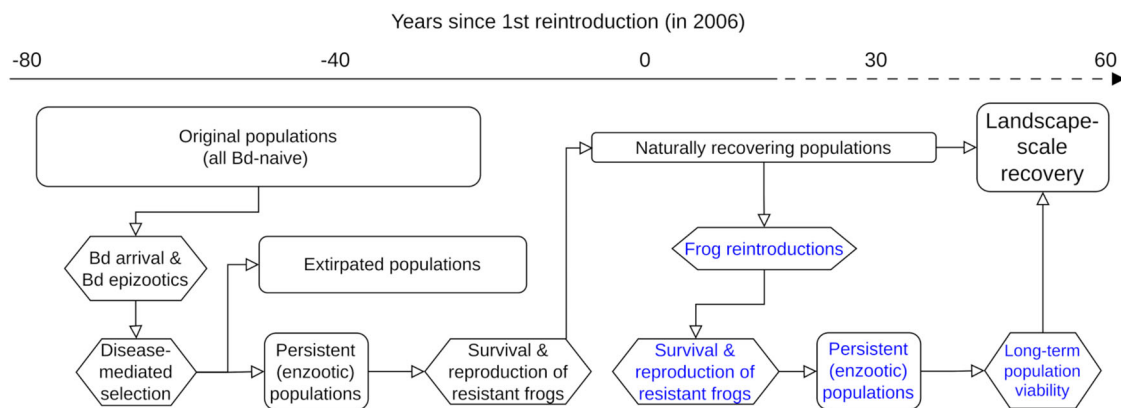 Years since 1st reintroduction (in 2006)
-80
-40
0
30
60
Original populations
(all Bd-naive)
Naturally recovering populations
Landscape-
scale
recovery
Bd arrival &
Bd epizootics
Extirpated populations
Frog reintroductions
Disease-
mediated
selection
Persistent
(enzootic)
populations
Survival &
reproduction of
resistant frogs
Survival &
reproduction of
resistant frogs
Persistent
(enzootic)
populations
Long-term
population
viability